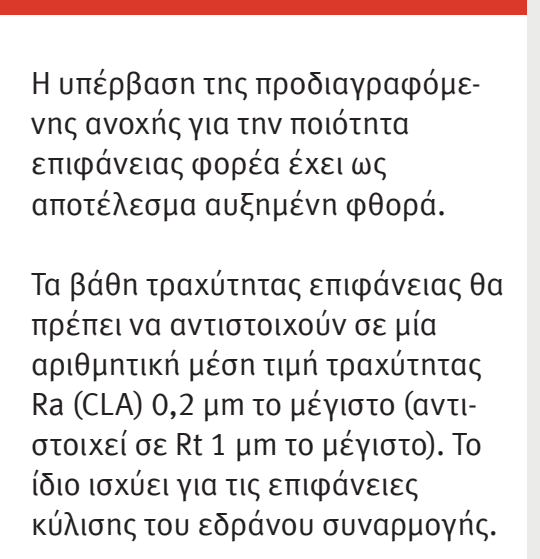 Η υπέρβαση της προδιαγραφόμε-
νης ανοχής για την ποιότητα
επιφάνειας φορέα έχει ως
αποτέλεσμα αυξημένη φθορά.
Τα βάθη τραχύτητας επιφάνειας θα
πρέπει να αντιστοιχούν σε μία
αριθμητική μέση τιμή τραχύτητας
Ra (CLA) 0,2 μm το μέγιστο (αντι-
στοιχεί σε Rt 1 μm το μέγιστο). Το
ίδιο ισχύει για τις επιφάνειες
κύλισης του εδράνου συναρμογής.